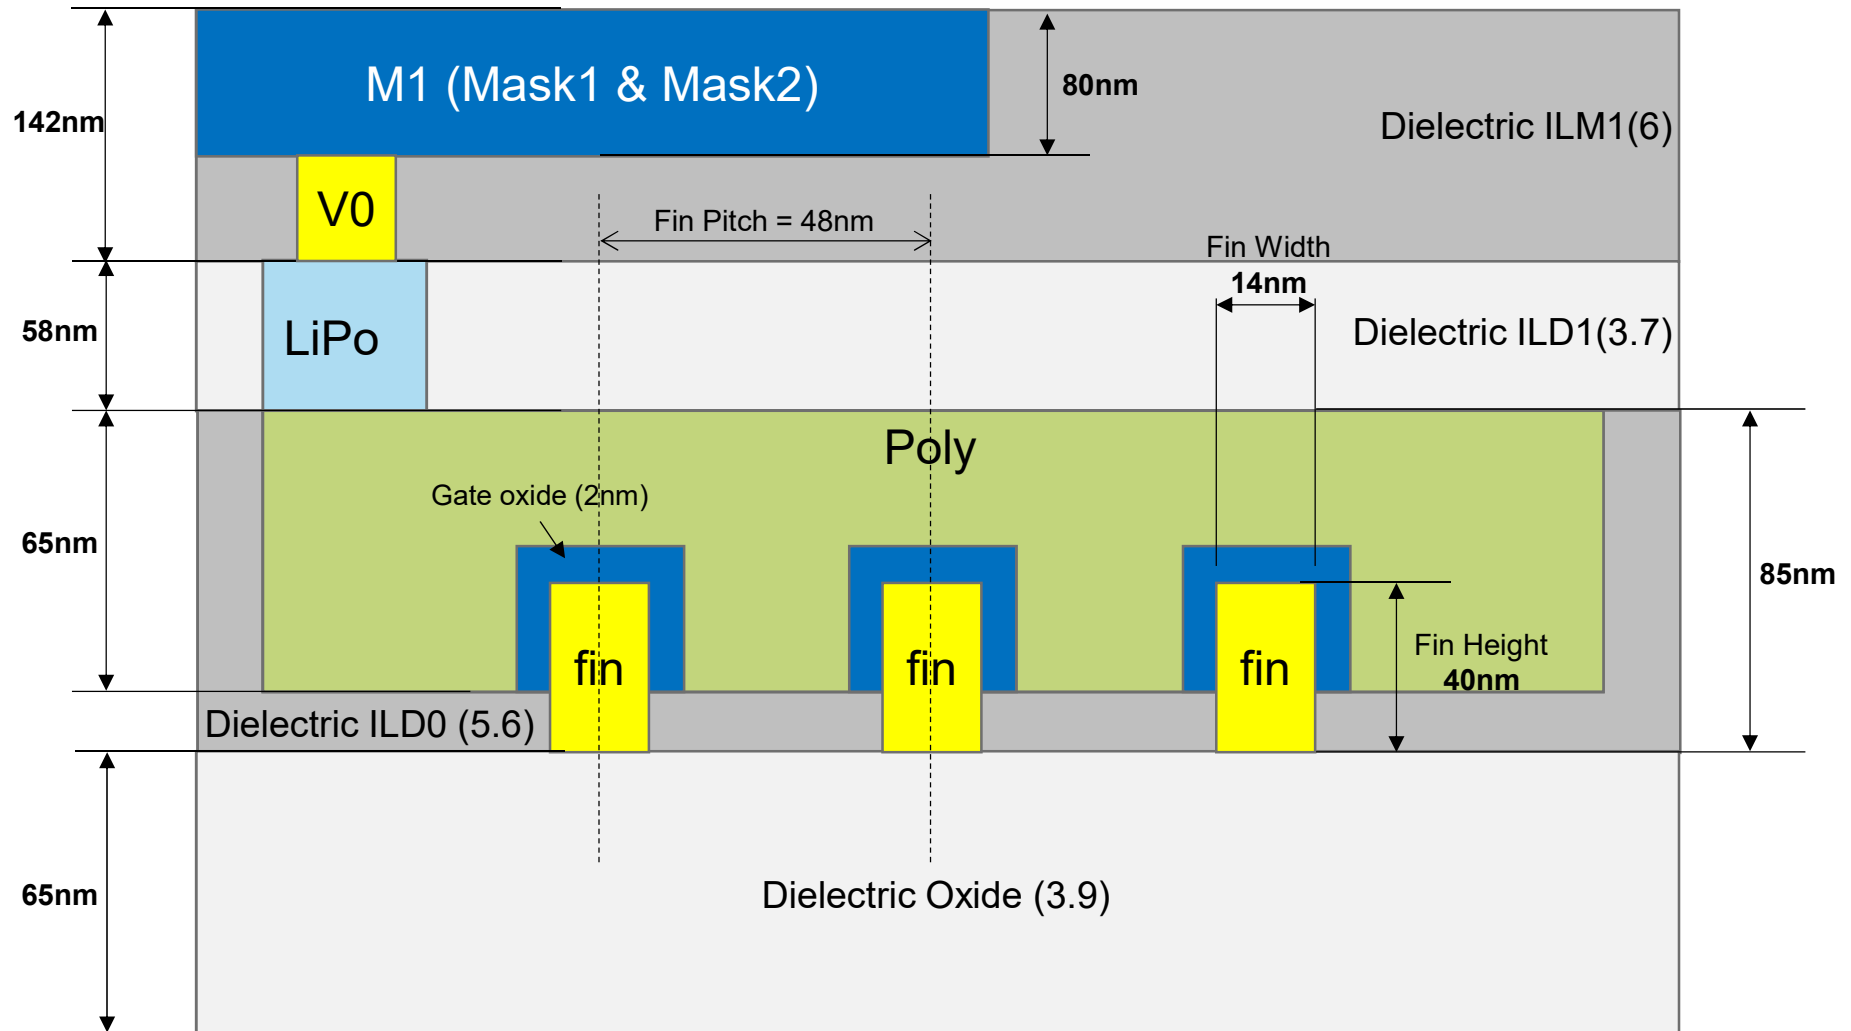 M1 (Mask1 & Mask2)
80nm
142nm
Dielectric ILM1(6)
V0
Fin Pitch = 48nm
Fin Width
14nm
58nm
LiPo
Dielectric ILD1(3.7)
Poly
Gate oxide (2nm)
65nm
85nm
fin
fin
fin
Fin Height
40nm
Dielectric ILD0 (5.6)
65nm
Dielectric Oxide (3.9)